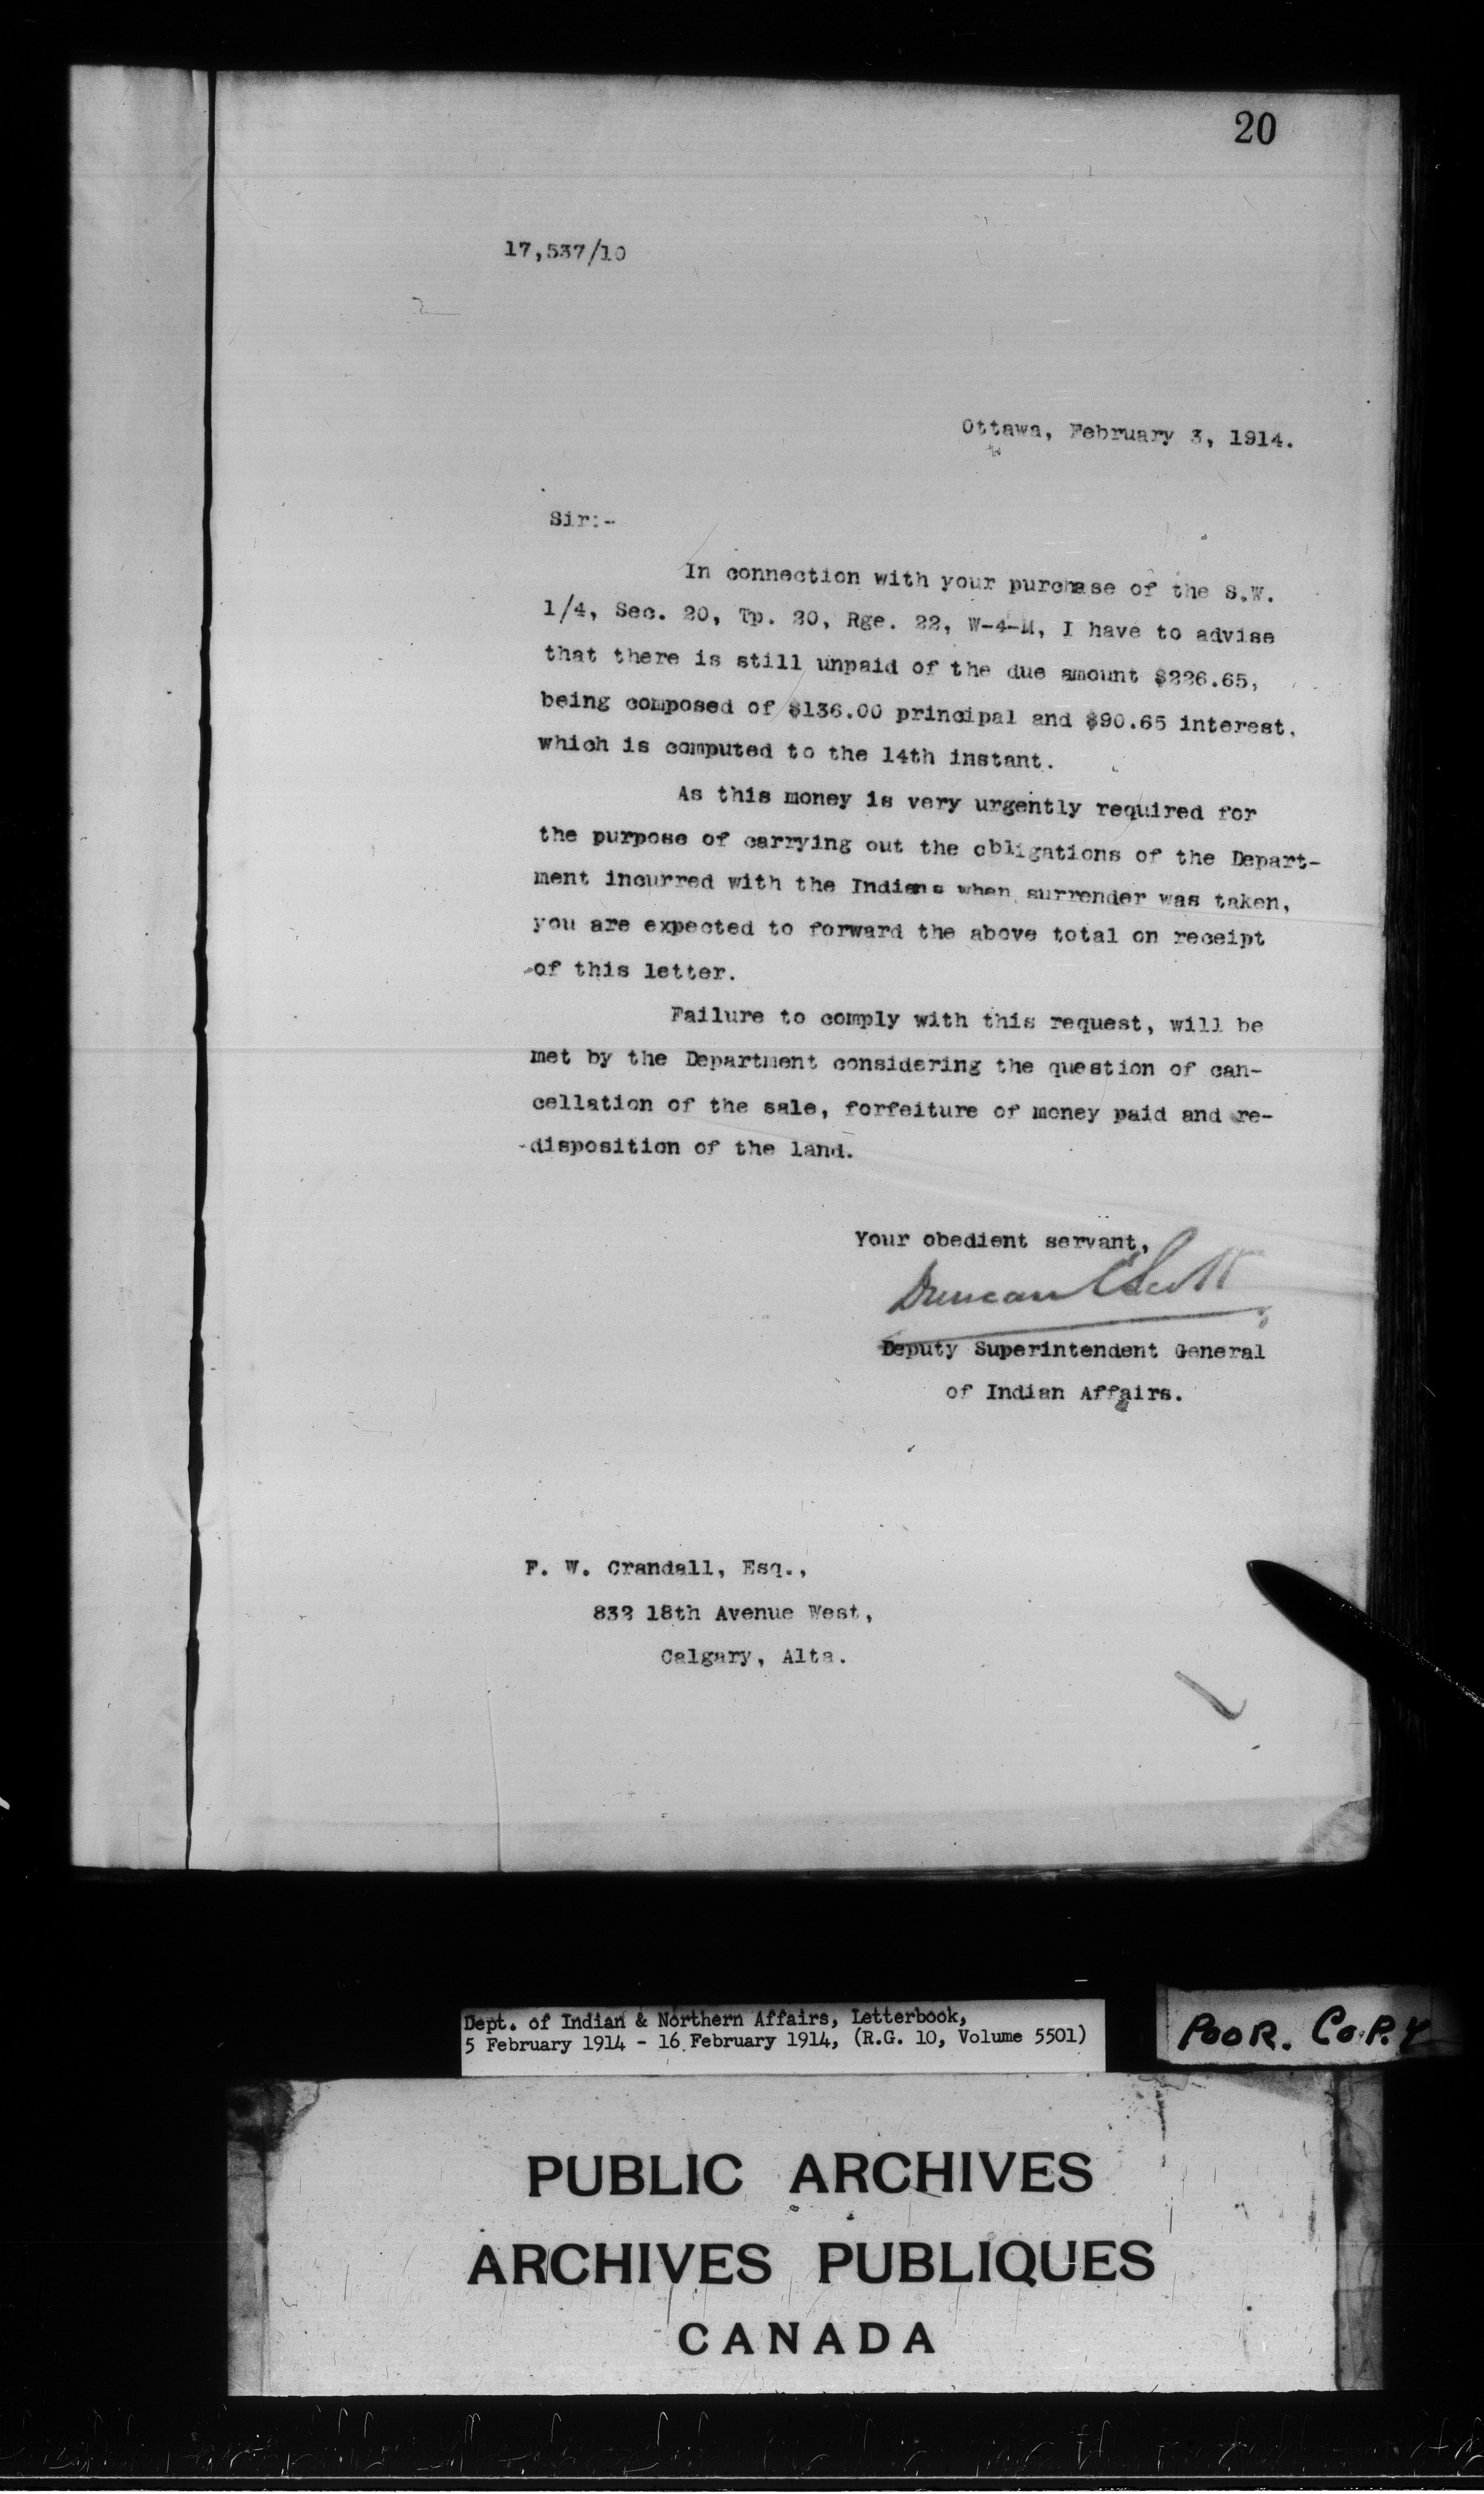 20
17,537/10
Ottawa, February 3, 1914.
Sir:-
In connection with your purchase of the S.W.
1/4, Sec. 20, Tp. 20, Rge. 22, W-4-M, I have to advise
that there is still unpaid of the due amount $226.65,
being composed of $136.00 principal and $90.65 interest,
which is computed to the 14th instant.
As this money is very urgently required for
the purpose of carrying out the obligations of the Depart-
ment incurred with the Indians when surrender was taken,
you are expected to forward the above total on receipt
of this letter.
Failure to comply with this request, will be
met by the Department considering the question of can-
cellation of the sale, forfeiture of money paid and re-
disposition of the land.
Your obedient servant,
Duncan C Scott
Deputy Superintendent General
of Indian Affairs.
F. W. Crandall, Esq.,
832 18th Avenue West,
Calgary, Alta.
Dept. of Indian & Northern Affairs, Letterbook,
5 February 1914 - 16 February 1914, (R.G. 10, Volume 5501)
POOR. COPY
PUBLIC ARCHIVES
ARCHIVES PUBLIQUES
CANADA